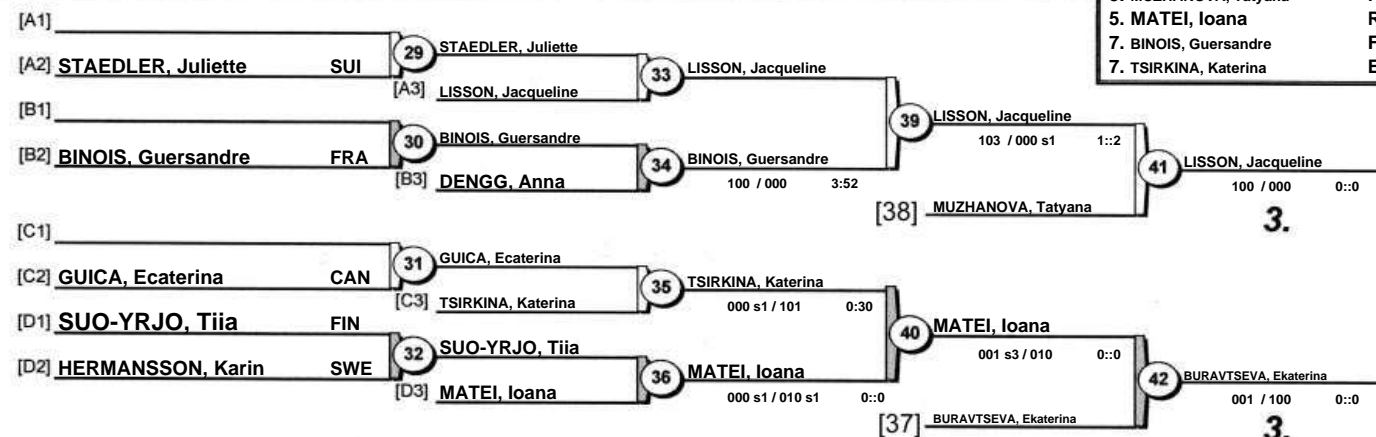 5. MATEI, Ioana
7. BINOIS, Guersandre
7. TSIRKINA, Katerina
[A1]
[A2] STAEDLER, Juliette SUI
29 STAEDLER, Juliette
[A3] LISSON, Jacqueline
33 LISSON, Jacqueline
[B1]
[B2] BINOIS, Guersandre FRA
30 BINOIS, Guersandre
[B3] DENGG, Anna
34 BINOIS, Guersandre
100 / 000 3:52
39 LISSON, Jacqueline
103 / 000 s1 1::2
[38] MUZHANOVA, Tatyana
41 LISSON, Jacqueline
100 / 000 0::0
3.
[C1]
[C2] GUICA, Ecaterina CAN
31 GUICA, Ecaterina
[C3] TSIRKINA, Katerina
35 TSIRKINA, Katerina
000 s1 / 101 0:30
[D1] SUO-YRJO, Tiia FIN
[D2] HERMANSSON, Karin SWE
32 SUO-YRJO, Tiia
[D3] MATEI, Ioana
36 MATEI, Ioana
000 s1 / 010 s1 0::0
40 MATEI, Ioana
001 s3 / 010 0::0
[37] BURAVTSEVA, Ekaterina
42 BURAVTSEVA, Ekaterina
001 / 100 0::0
3.